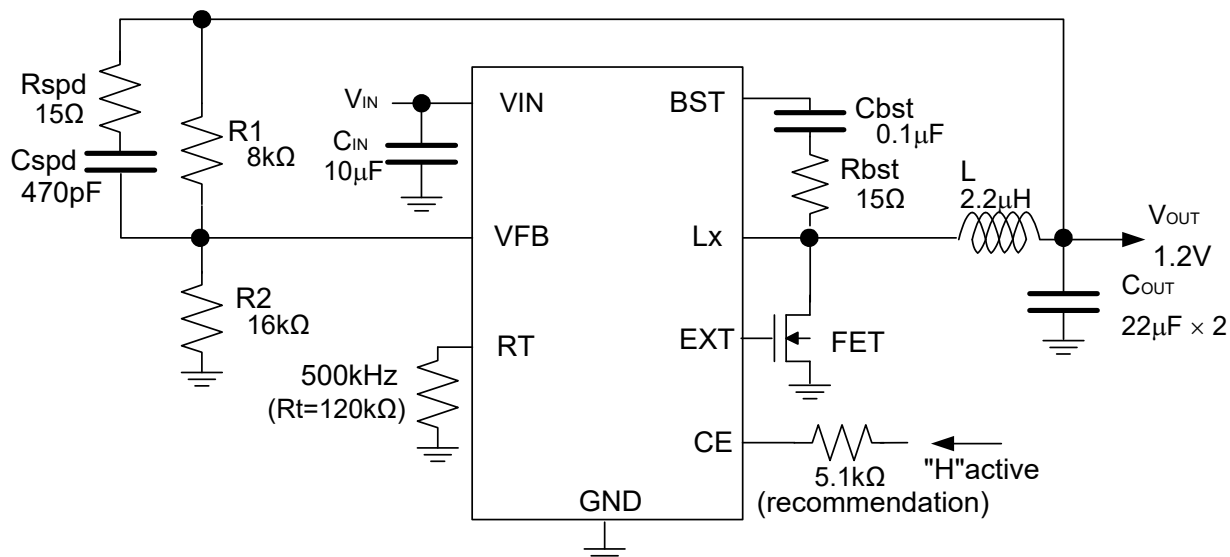 Rspd
15Ω
Cspd
470pF
R1
8kΩ
VIN
CIN
10μF
VIN
BST
Cbst
0.1μF
Rbst
15Ω
L
2.2μH
VFB
Lx
VOUT
1.2V
COUT
22μF × 2
R2
16kΩ
RT
500kHz
(Rt=120kΩ)
EXT
FET
CE
5.1kΩ
(recommendation)
"H"active
GND